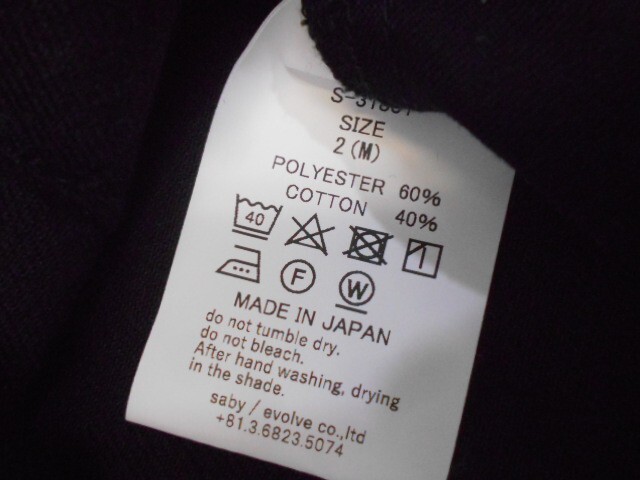 SIZE
2 (M)
POLYESTER 60%
COTTON 40%
40
F W
MADE IN JAPAN
do not tumble dry.
do not bleach.
After hand washing, drying
in the shade.
saby / evolve co.,ltd
+81.3.6823.5074